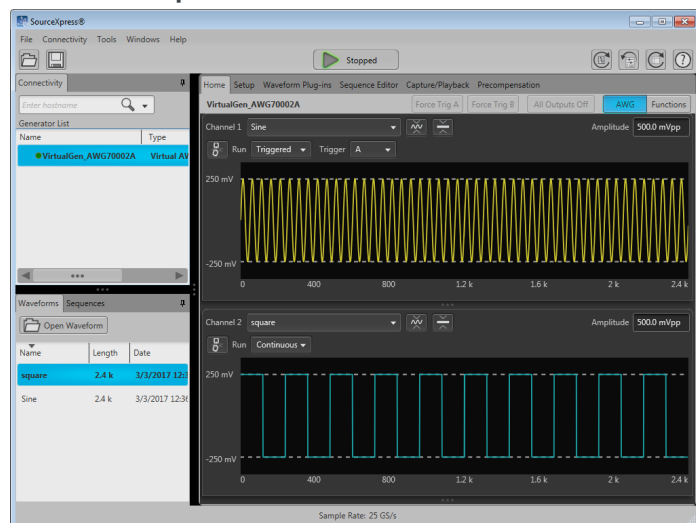 SourceXpress®
File Connectivity Tools Windows Help
Stopped
Connectivity
Enter hostname
Generator List
Name Type
VirtualGen_AWG70002A Virtual AW
Waveforms Sequences
Open Waveform
Name Length Date
square 2.4 k 3/3/2017 12:3
Sine 2.4 k 3/3/2017 12:36
Home Setup Waveform Plug-ins Sequence Editor Capture/Playback Precompensation
VirtualGen_AWG70002A Force Trig A Force Trig B All Outputs Off AWG Functions
Channel 1 Sine Amplitude 500.0 mVpp
Run Triggered Trigger A
250 mV
-250 mV
0 400 800 1.2 k 1.6 k 2 k 2.4 k
Channel 2 square Amplitude 500.0 mVpp
Run Continuous
250 mV
-250 mV
0 400 800 1.2 k 1.6 k 2 k 2.4 k
Sample Rate: 25 GS/s